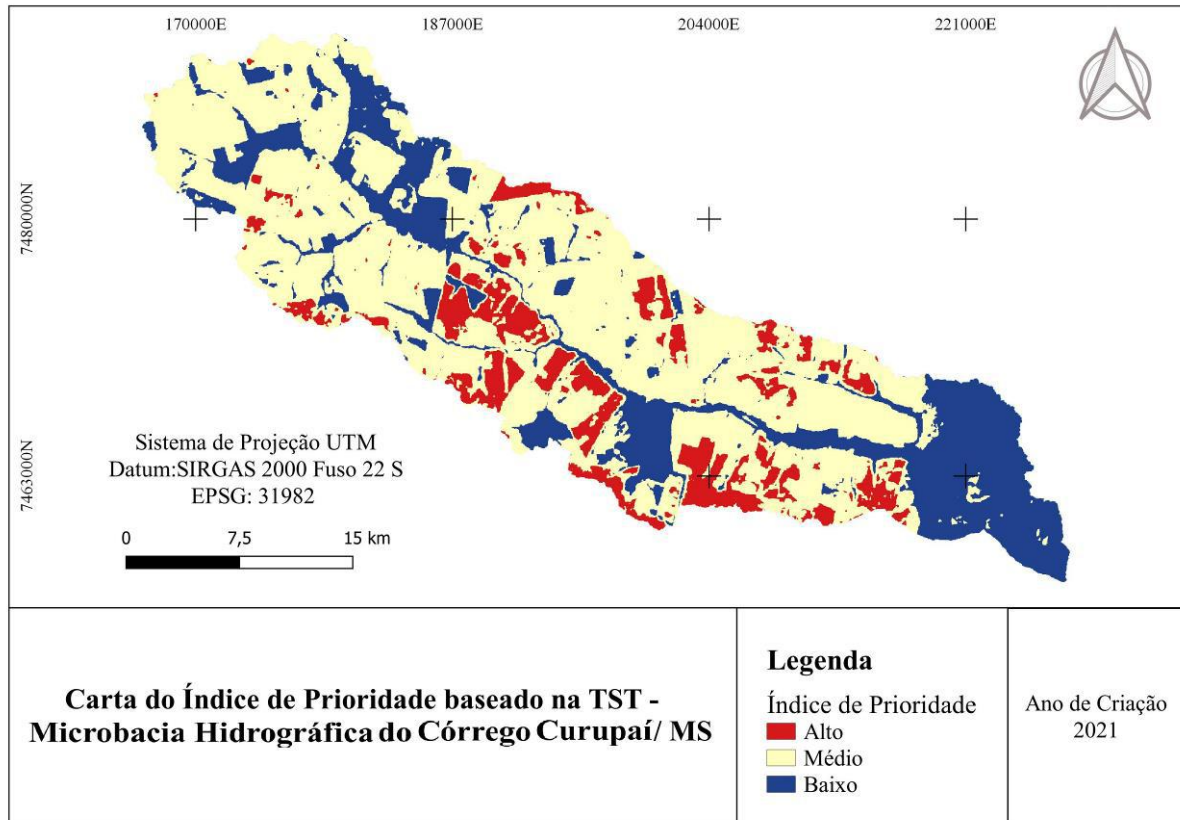 170000E 187000E 204000E 221000E
7480000N
7463000N
Sistema de Projeção UTM
Datum:SIRGAS 2000 Fuso 22 S
EPSG: 31982
0 7,5 15 km
Carta do Índice de Prioridade baseado na TST -
Microbacia Hidrográfica do Córrego Curupaí/ MS
Legenda
Índice de Prioridade
Alto
Médio
Baixo
Ano de Criação
2021